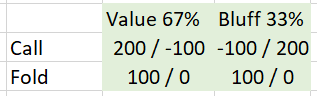 Value 67% Bluff 33%
Call 200 / -100 -100 / 200
Fold 100 / 0 100 / 0